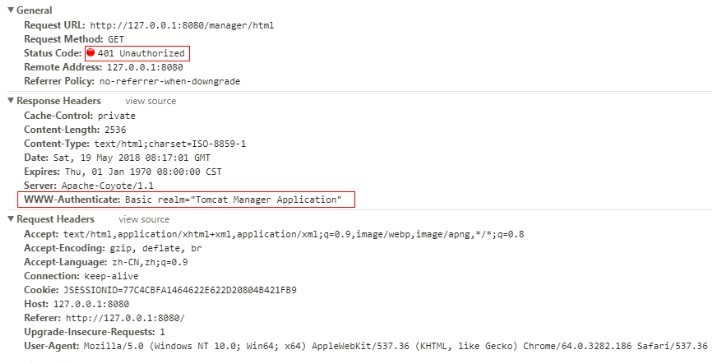 General
Request URL: http://127.0.0.1:8080/manager/html
Request Method: GET
Status Code: 401 Unauthorized
Remote Address: 127.0.0.1:8080
Referrer Policy: no-referrer-when-downgrade
Response Headers view source
Cache-Control: private
Content-Length: 2536
Content-Type: text/html;charset=ISO-8859-1
Date: Sat, 19 May 2018 08:17:01 GMT
Expires: Thu, 01 Jan 1970 08:00:00 CST
Server: Apache-Coyote/1.1
WWW-Authenticate: Basic realm="Tomcat Manager Application"
Request Headers view source
Accept: text/html,application/xhtml+xml,application/xml;q=0.9,image/webp,image/apng,*/*;q=0.8
Accept-Encoding: gzip, deflate, br
Accept-Language: zh-CN,zh;q=0.9
Connection: keep-alive
Cookie: JSESSIONID=77C4CBFA1464622E622D20804B421FB9
Host: 127.0.0.1:8080
Referer: http://127.0.0.1:8080/
Upgrade-Insecure-Requests: 1
User-Agent: Mozilla/5.0 (Windows NT 10.0; Win64; x64) AppleWebKit/537.36 (KHTML, like Gecko) Chrome/64.0.3282.186 Safari/537.36